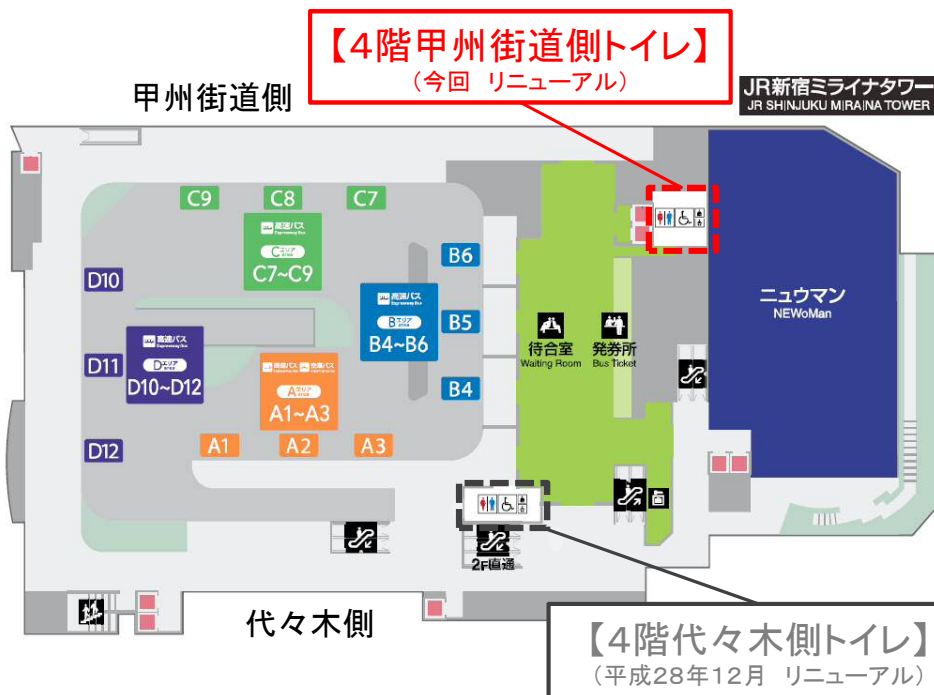 【4階甲州街道側トイレ】
(今回 リニューアル)
甲州街道側
JR新宿ミライナタワー
JR SHINJUKU MIRAINA TOWER
C9
C8
C7
高速バス
Expressway Bus
Cエリア
C7~C9
B6
D10
高速バス
Expressway Bus
Bエリア
B4~B6
ニュウマン
NEWoMan
B5
高速バス
Expressway Bus
Dエリア
D10~D12
待合室
Waiting Room
発券所
Bus Ticket
D11
高速バス
空港バス
Aエリア
A1~A3
B4
D12
A1
A2
A3
2F直通
代々木側
【4階代々木側トイレ】
(平成28年12月 リニューアル)